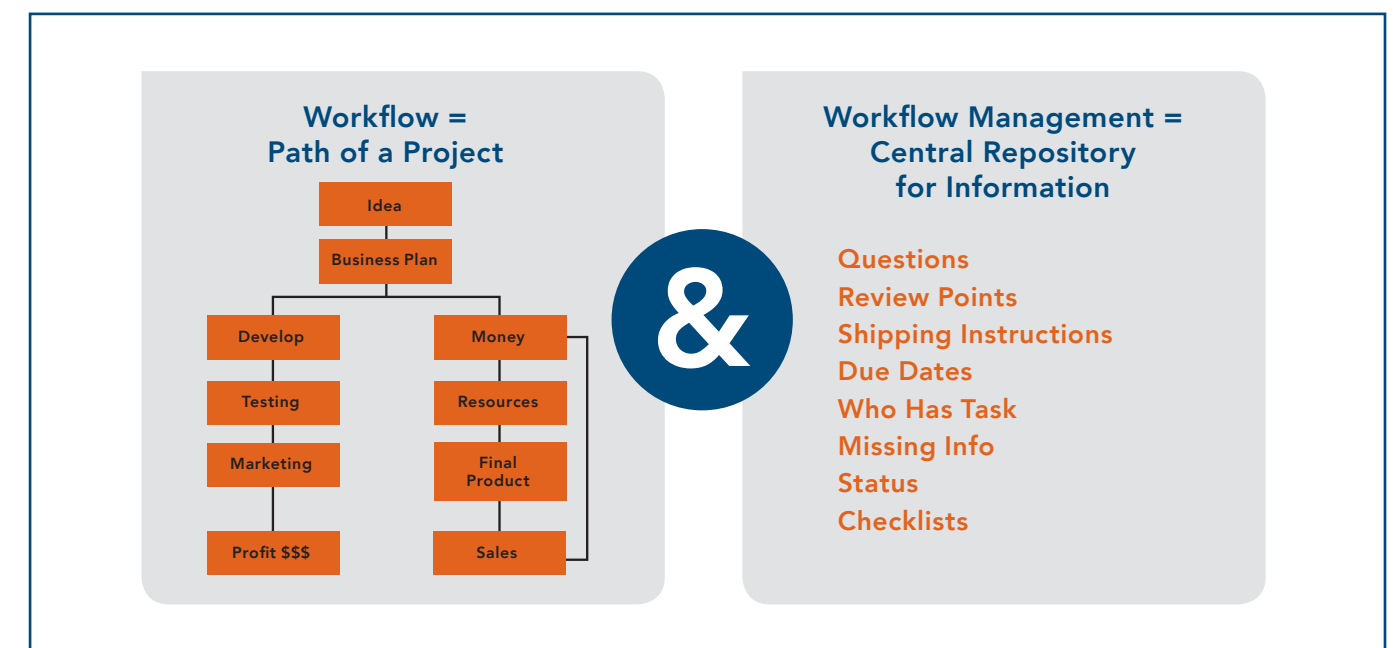 Workflow =
Path of a Project
Idea
Business Plan
Develop
Money
Testing
Resources
Marketing
Final
Product
Profit $$$
Sales
&
Workflow Management =
Central Repository
for Information
Questions
Review Points
Shipping Instructions
Due Dates
Who Has Task
Missing Info
Status
Checklists